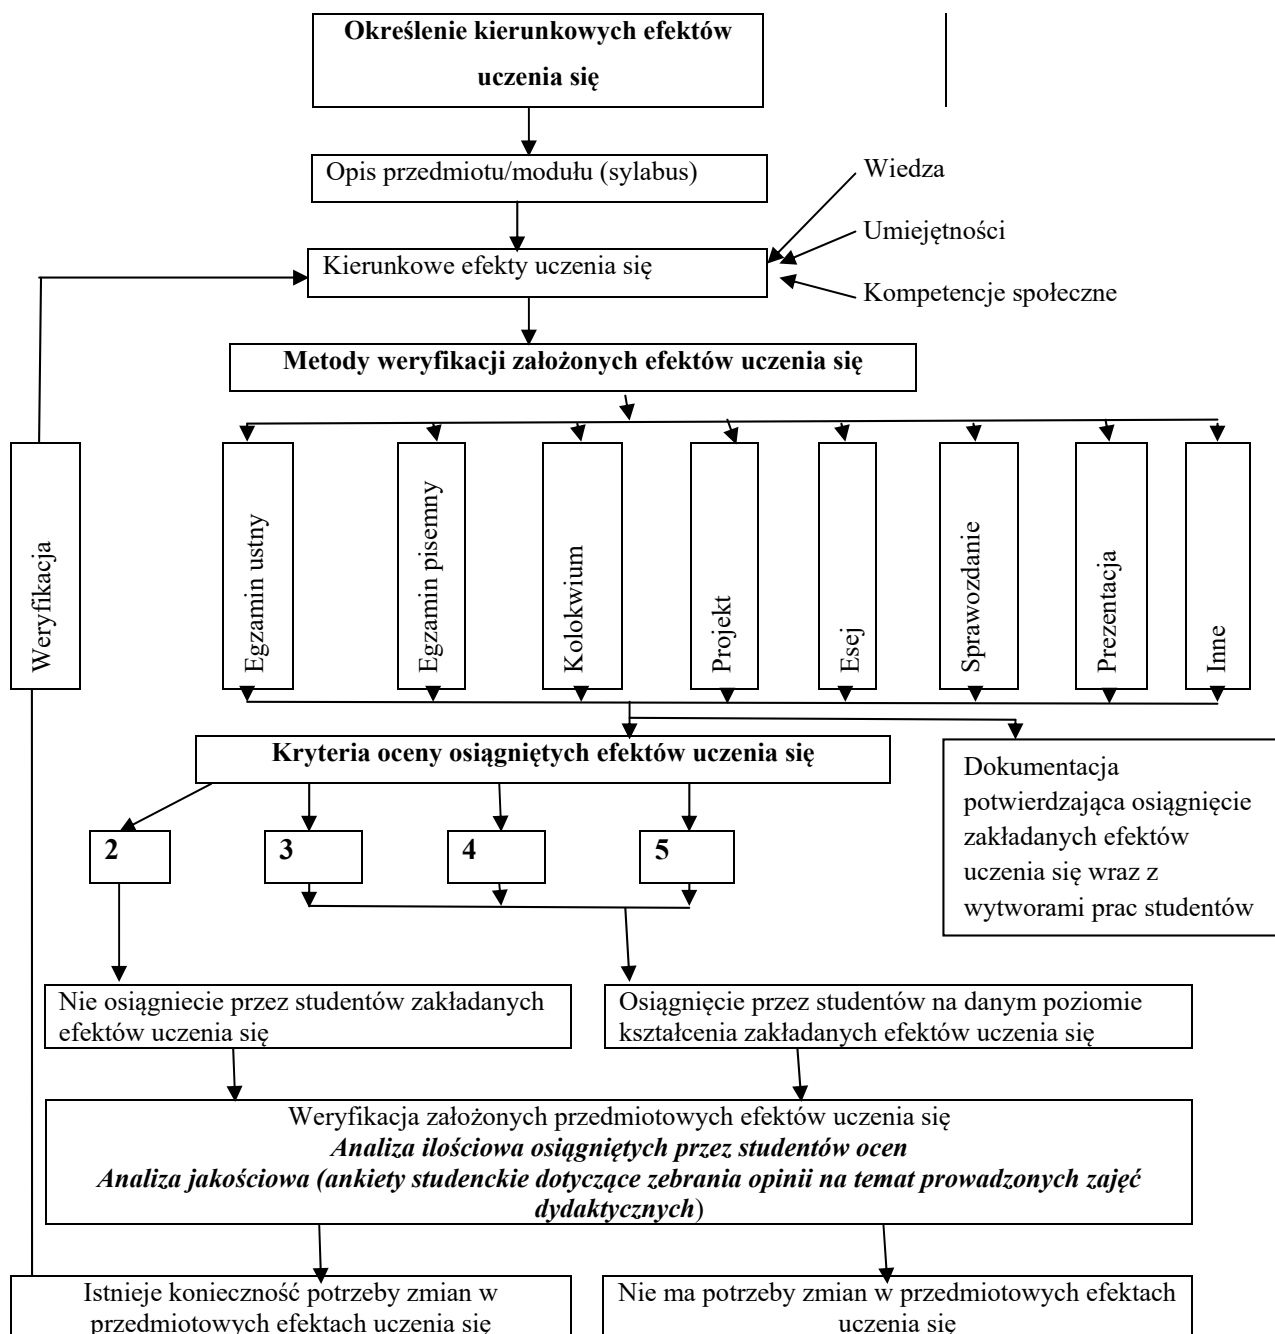 Określenie kierunkowych efektów
uczenia się
Opis przedmiotu/modułu (sylabus)
Wiedza
Umiejętności
Kierunkowe efekty uczenia się
Kompetencje społeczne
Metody weryfikacji założonych efektów uczenia się
Weryfikacja
Egzamin ustny
Egzamin pisemny
Kolokwium
Projekt
Esej
Sprawozdanie
Prezentacja
Inne
Kryteria oceny osiągniętych efektów uczenia się
Dokumentacja
potwierdzająca osiągnięcie
zakładanych efektów
uczenia się wraz z
wytworami prac studentów
2
3
4
5
Nie osiągniecie przez studentów zakładanych
efektów uczenia się
Osiągnięcie przez studentów na danym poziomie
kształcenia zakładanych efektów uczenia się
Weryfikacja założonych przedmiotowych efektów uczenia się
Analiza ilościowa osiągniętych przez studentów ocen
Analiza jakościowa (ankiety studenckie dotyczące zebrania opinii na temat prowadzonych zajęć
dydaktycznych)
Istnieje konieczność potrzeby zmian w
przedmiotowych efektach uczenia się
Nie ma potrzeby zmian w przedmiotowych efektach
uczenia się